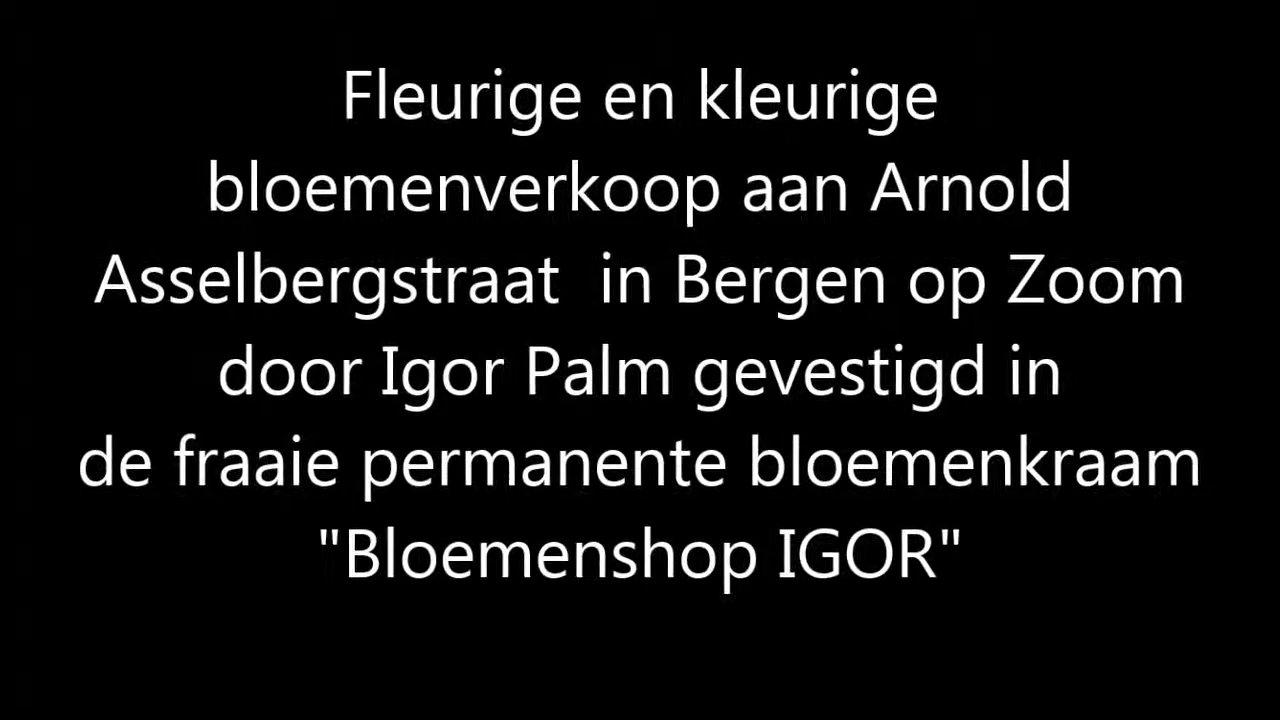 Fleurige en kleurige
bloemenverkoop aan Arnold
Asselbergstraat  in Bergen op Zoom
door Igor Palm gevestigd in
de fraaie permanente bloemenkraam
"Bloemenshop IGOR"